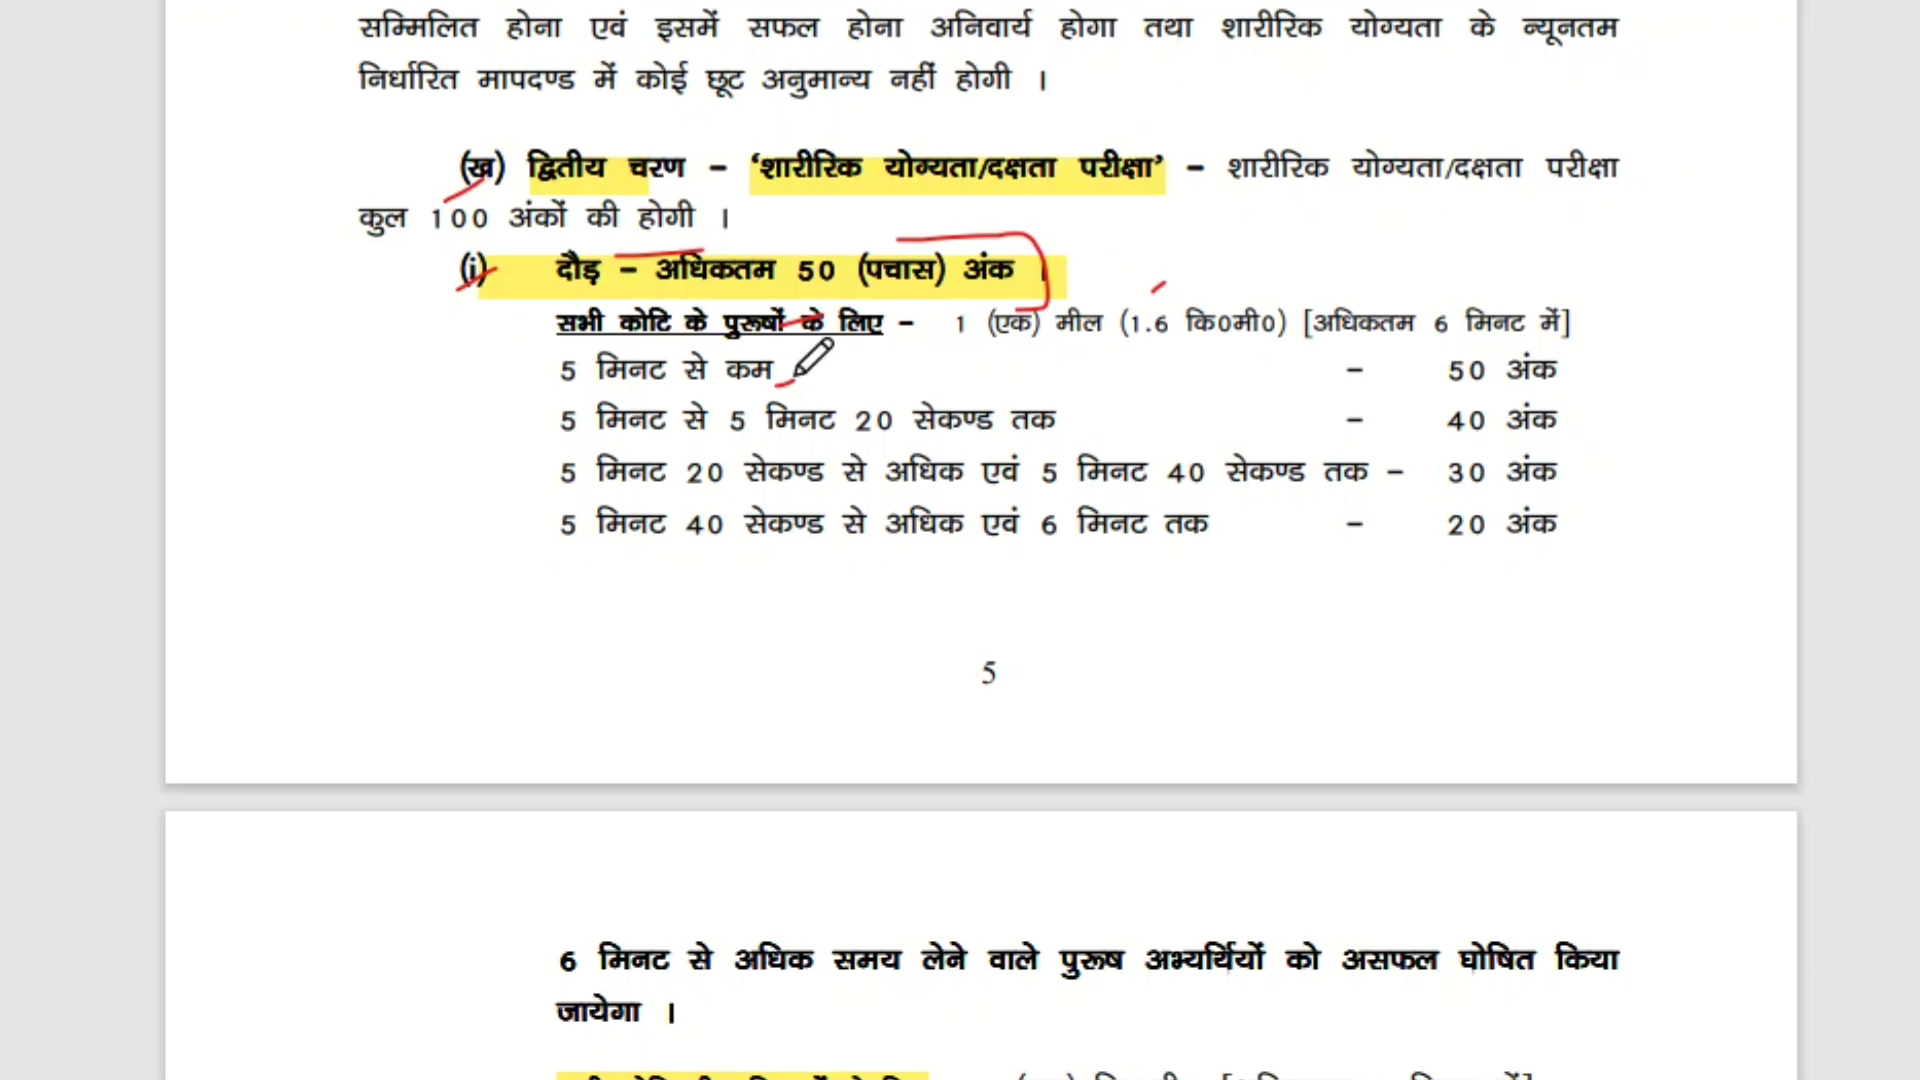 सम्मिलित होना एवं इसमें सफल होना अनिवार्य होगा तथा शारीरिक योग्यता के न्यूनतम
निर्धारित मापदण्ड में कोई छूट अनुमान्य नहीं होगी ।
(ख) द्वितीय चरण – ‘शारीरिक योग्यता/दक्षता परीक्षा’ – शारीरिक योग्यता/दक्षता परीक्षा
कुल 100 अंकों की होगी ।
(i) दौड़ – अधिकतम 50 (पचास) अंक ।
सभी कोटि के पुरूषों के लिए – 1 (एक) मील (1.6 कि0मी0) [अधिकतम 6 मिनट में]
5 मिनट से कम – 50 अंक
5 मिनट से 5 मिनट 20 सेकण्ड तक – 40 अंक
5 मिनट 20 सेकण्ड से अधिक एवं 5 मिनट 40 सेकण्ड तक – 30 अंक
5 मिनट 40 सेकण्ड से अधिक एवं 6 मिनट तक – 20 अंक
5
6 मिनट से अधिक समय लेने वाले पुरूष अभ्यर्थियों को असफल घोषित किया
जायेगा ।